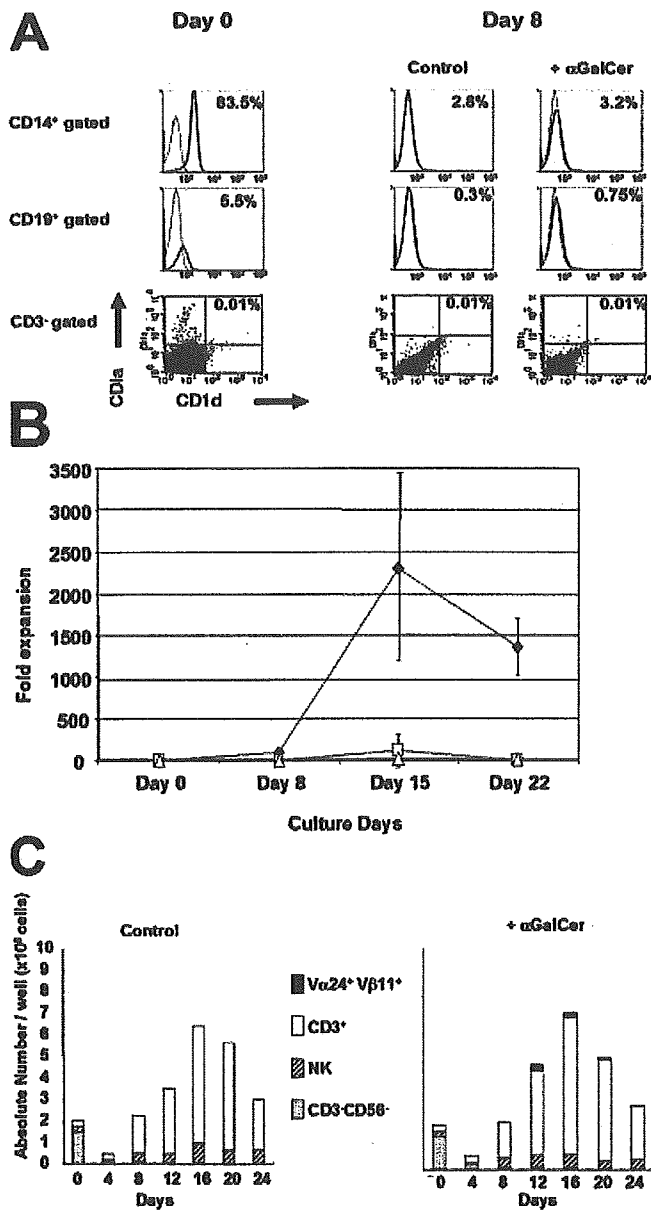 A
Day 0
Day 8
Control
+ αGalCer
CD14⁺ gated
83.5%
2.8%
3.2%
CD19⁺ gated
5.5%
0.3%
0.75%
CD3⁻ gated
0.01%
0.01%
0.01%
CDIa
CD1d
B
3500
3000
2500
2000
1500
1000
500
0
Fold expansion
Day 0
Day 8
Day 15
Day 22
Culture Days
C
Control
+ αGalCer
10
9
8
7
6
5
4
3
2
1
0
Vα24⁺ Vβ11⁺
CD3⁺
NK
CD3⁻CD56⁻
0 4 8 12 16 20 24
Days
0 4 8 12 16 20 24
Days